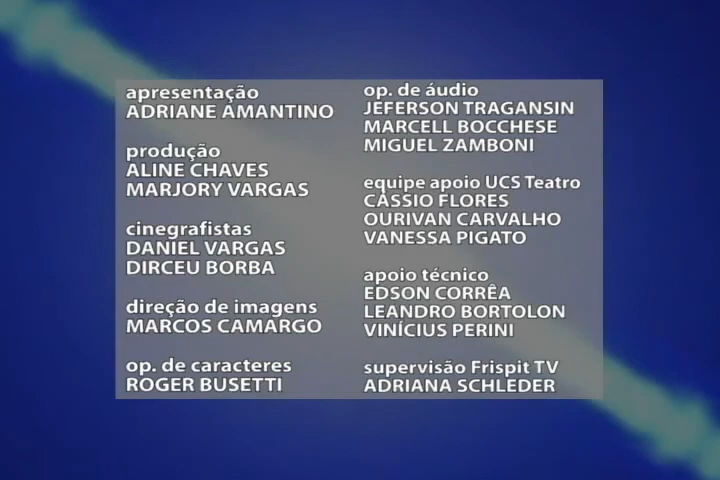 apresentação
ADRIANE AMANTINO
produção
ALINE CHAVES
MARJORY VARGAS
cinegrafistas
DANIEL VARGAS
DIRCEU BORBA
direção de imagens
MARCOS CAMARGO
op. de caracteres
ROGER BUSETTI
op. de áudio
JEFERSON TRAGANSIN
MARCELL BOCCHESE
MIGUEL ZAMBONI
equipe apoio UCS Teatro
CÁSSIO FLORES
OURIVAN CARVALHO
VANESSA PIGATO
apoio técnico
EDSON CORRÊA
LEANDRO BORTOLON
VINÍCIUS PERINI
supervisão Frispit TV
ADRIANA SCHLEDER